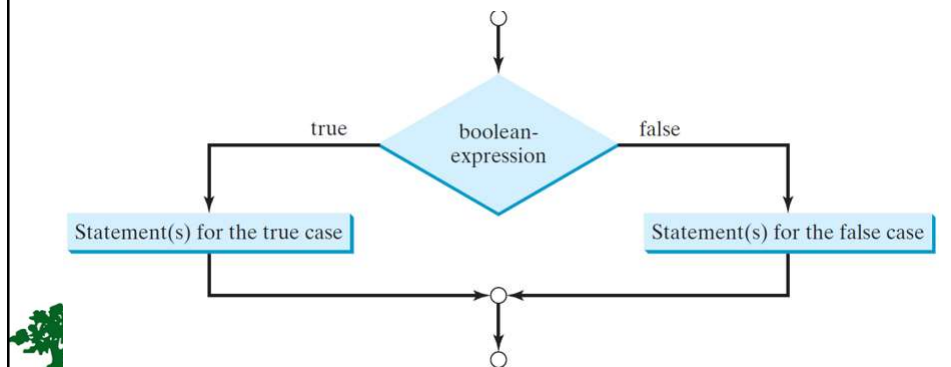 true
boolean-
expression
false
Statement(s) for the true case
Statement(s) for the false case